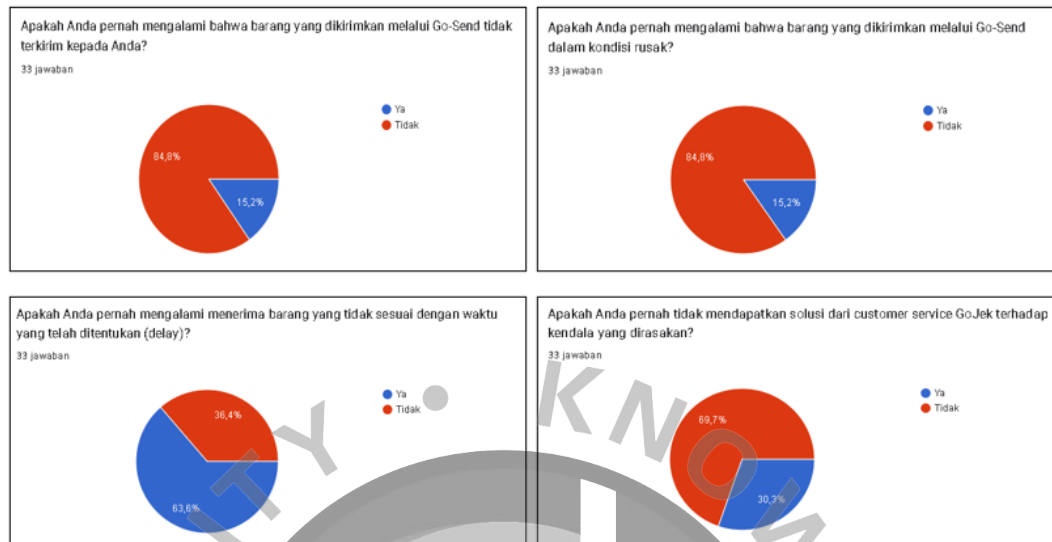 Apakah Anda pernah mengalami bahwa barang yang dikirimkan melalui Go-Send tidak
terkirim kepada Anda?
33 jawaban
Ya
Tidak
84,8%
15,2%
Apakah Anda pernah mengalami bahwa barang yang dikirimkan melalui Go-Send
dalam kondisi rusak?
33 jawaban
Ya
Tidak
84,8%
15,2%
Apakah Anda pernah mengalami menerima barang yang tidak sesuai dengan waktu
yang telah ditentukan (delay)?
33 jawaban
Ya
Tidak
36,4%
63,6%
Apakah Anda pernah tidak mendapatkan solusi dari customer service GoJek terhadap
kendala yang dirasakan?
33 jawaban
Ya
Tidak
69,7%
30,3%